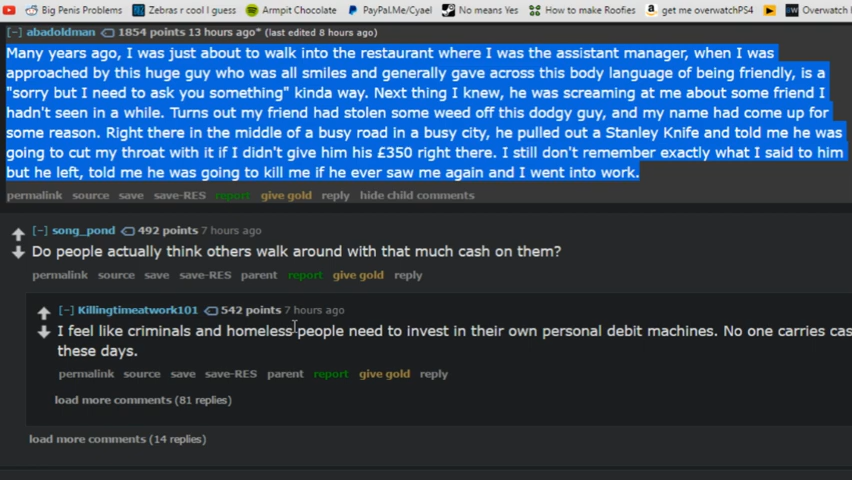 Big Penis Problems Zebras r cool I guess Armpit Chocolate PayPal.Me/Cyael No means Yes How to make Roofies get me overwatchPS4 Overwatch
[-] abadoldman 1854 points 13 hours ago* (last edited 8 hours ago)
Many years ago, I was just about to walk into the restaurant where I was the assistant manager, when I was
approached by this huge guy who was all smiles and generally gave across this body language of being friendly, is a
"sorry but I need to ask you something" kinda way. Next thing I knew, he was screaming at me about some friend I
hadn't seen in a while. Turns out my friend had stolen some weed off this dodgy guy, and my name had come up for
some reason. Right there in the middle of a busy road in a busy city, he pulled out a Stanley Knife and told me he was
going to cut my throat with it if I didn't give him his £350 right there. I still don't remember exactly what I said to him
but he left, told me he was going to kill me if he ever saw me again and I went into work.
permalink source save save-RES report give gold reply hide child comments
[-] song_pond 492 points 7 hours ago
Do people actually think others walk around with that much cash on them?
permalink source save save-RES parent report give gold reply
[-] Killingtimeatwork101 542 points 7 hours ago
I feel like criminals and homeless people need to invest in their own personal debit machines. No one carries cas
these days.
permalink source save save-RES parent report give gold reply
load more comments (81 replies)
load more comments (14 replies)